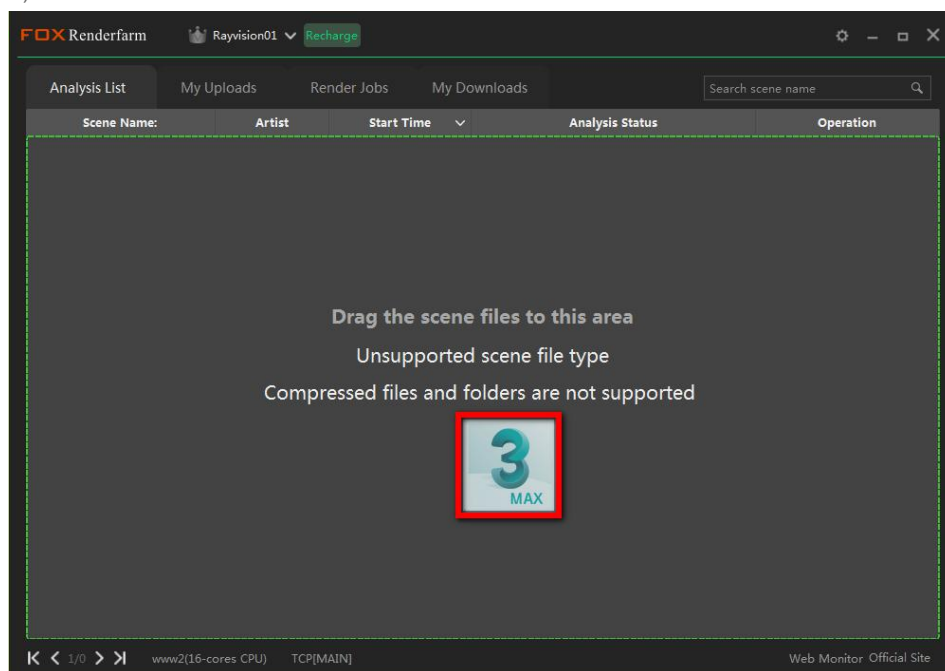 FOX Renderfarm Rayvision01 Recharge
Analysis List My Uploads Render Jobs My Downloads Search scene name
Scene Name: Artist Start Time Analysis Status Operation
Drag the scene files to this area
Unsupported scene file type
Compressed files and folders are not supported
3
MAX
1/0 www2(16-cores CPU) TCP[MAIN] Web Monitor Official Site